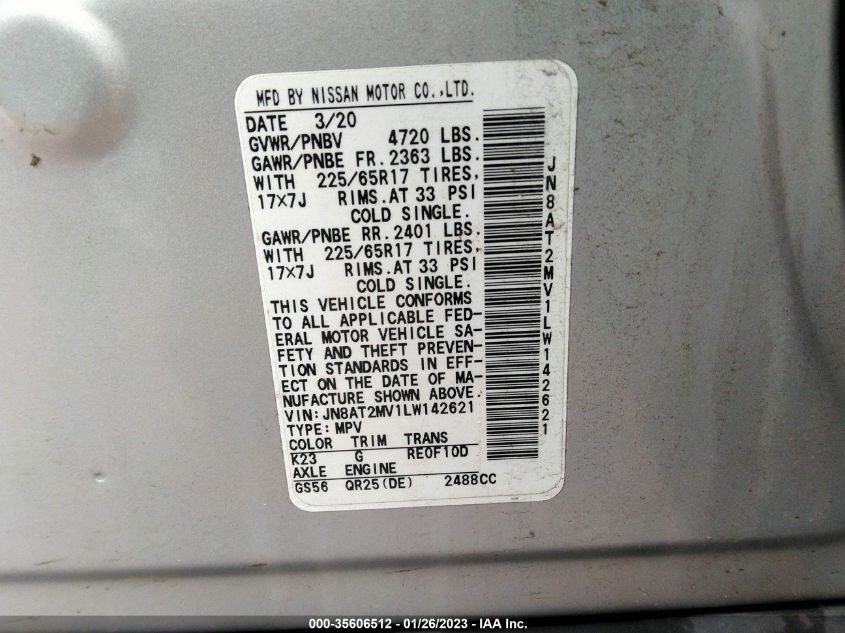 MFD BY NISSAN MOTOR CO.,LTD.
DATE 3/20
GVWR/PNBV 4720 LBS.
GAWR/PNBE FR. 2363 LBS.
WITH 225/65R17 TIRES,
17X7J RIMS. AT 33 PSI
COLD SINGLE.
GAWR/PNBE RR. 2401 LBS.
WITH 225/65R17 TIRES,
17X7J RIMS. AT 33 PSI
COLD SINGLE.
THIS VEHICLE CONFORMS
TO ALL APPLICABLE FED-
ERAL MOTOR VEHICLE SA-
FETY AND THEFT PREVEN-
TION STANDARDS IN EFF-
ECT ON THE DATE OF MA-
NUFACTURE SHOWN ABOVE.
VIN: JN8AT2MV1LW142621
TYPE: MPV
COLOR TRIM TRANS
K23 G RE0F10D
AXLE ENGINE
GS56 QR25(DE) 2488CC
JN8AT2MV1LW142621
000-35606512 - 01/26/2023 - IAA Inc.